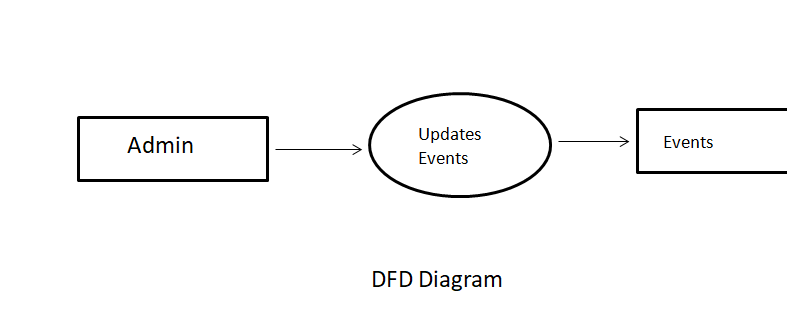 Admin
Updates
Events
Events
DFD Diagram